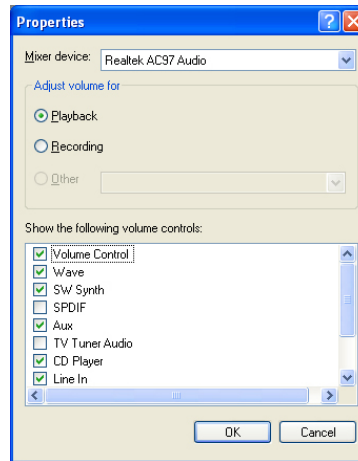 Properties
Mixer device: Realtek AC97 Audio
Adjust volume for
Playback
Recording
Other
Show the following volume controls:
Volume Control
Wave
SW Synth
SPDIF
Aux
TV Tuner Audio
CD Player
Line In
OK Cancel